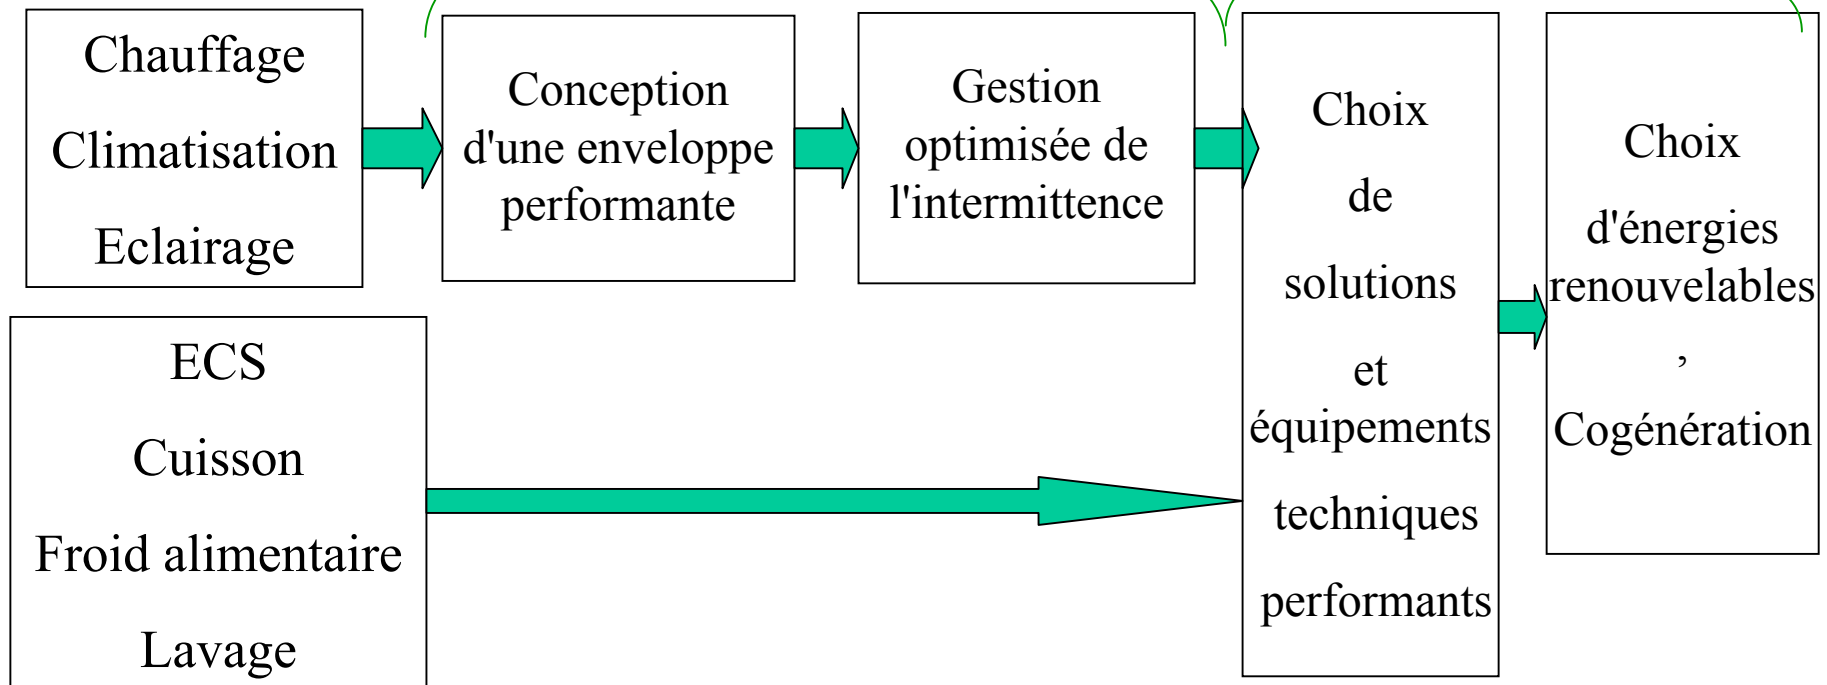 Chauffage
Climatisation
Eclairage
Conception
d'une enveloppe
performante
Gestion
optimisée de
l'intermittence
Choix
de
solutions
et
équipements
techniques
performants
Choix
d'énergies
renouvelables
,
Cogénération
ECS
Cuisson
Froid alimentaire
Lavage